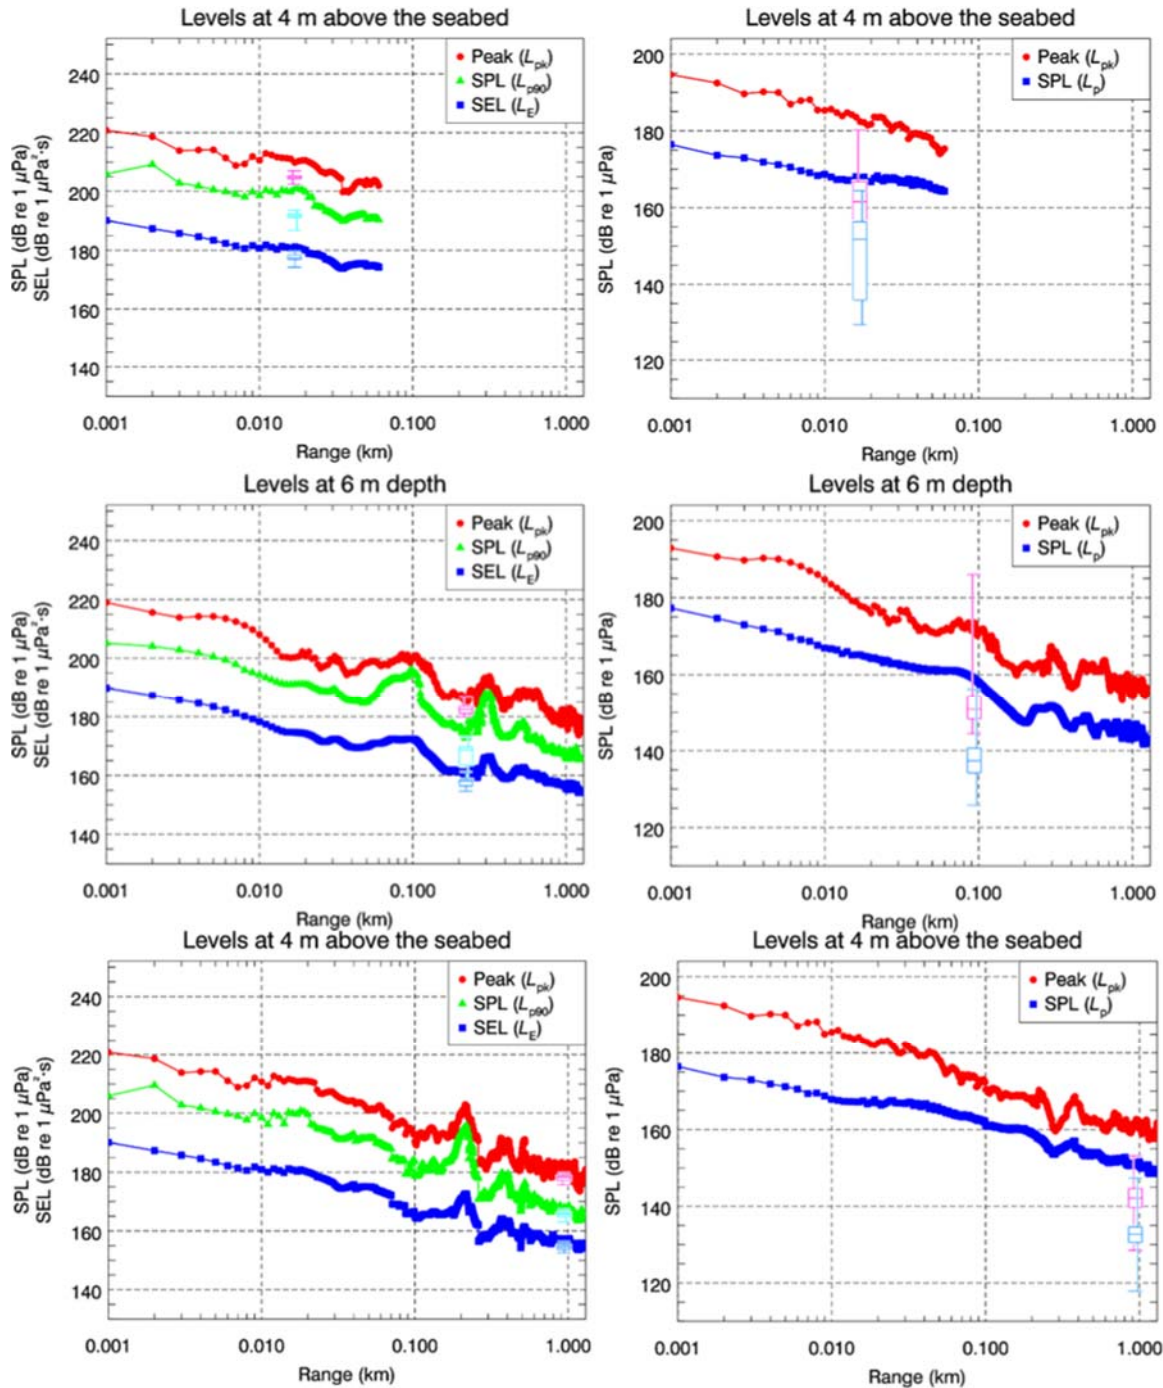 Levels at 4 m above the seabed
Peak (Lpk)
SPL (Lp90)
SEL (LE)
SPL (dB re 1 µPa)
SEL (dB re 1 µPa²·s)
240
220
200
180
160
140
0.001
0.010
0.100
1.000
Range (km)
Levels at 4 m above the seabed
Peak (Lpk)
SPL (Lp)
SPL (dB re 1 µPa)
200
180
160
140
120
0.001
0.010
0.100
1.000
Range (km)
Levels at 6 m depth
Peak (Lpk)
SPL (Lp90)
SEL (LE)
SPL (dB re 1 µPa)
SEL (dB re 1 µPa²·s)
240
220
200
180
160
140
0.001
0.010
0.100
1.000
Range (km)
Levels at 6 m depth
Peak (Lpk)
SPL (Lp)
SPL (dB re 1 µPa)
200
180
160
140
120
0.001
0.010
0.100
1.000
Range (km)
Levels at 4 m above the seabed
Peak (Lpk)
SPL (Lp90)
SEL (LE)
SPL (dB re 1 µPa)
SEL (dB re 1 µPa²·s)
240
220
200
180
160
140
0.001
0.010
0.100
1.000
Range (km)
Levels at 4 m above the seabed
Peak (Lpk)
SPL (Lp)
SPL (dB re 1 µPa)
200
180
160
140
120
0.001
0.010
0.100
1.000
Range (km)